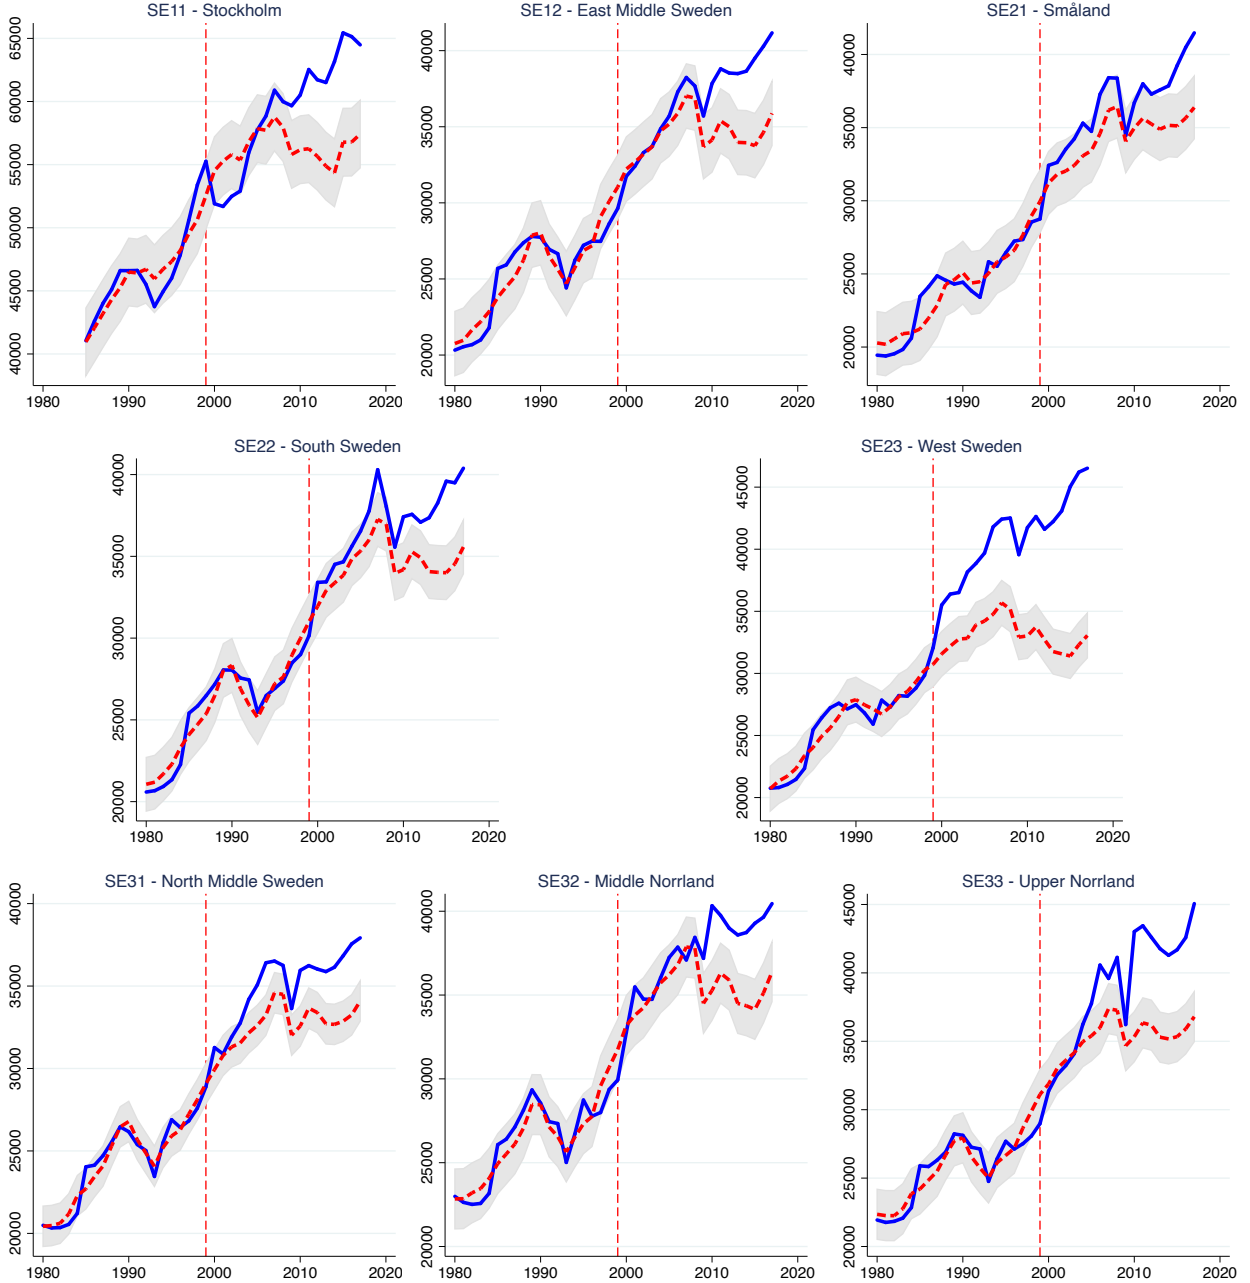 SE11 - Stockholm
65000
60000
55000
50000
45000
40000
1980 1990 2000 2010 2020
SE12 - East Middle Sweden
40000
35000
30000
25000
20000
1980 1990 2000 2010 2020
SE21 - Småland
40000
35000
30000
25000
20000
1980 1990 2000 2010 2020
SE22 - South Sweden
40000
35000
30000
25000
20000
1980 1990 2000 2010 2020
SE23 - West Sweden
45000
40000
35000
30000
25000
20000
1980 1990 2000 2010 2020
SE31 - North Middle Sweden
40000
35000
30000
25000
20000
1980 1990 2000 2010 2020
SE32 - Middle Norrland
40000
35000
30000
25000
20000
1980 1990 2000 2010 2020
SE33 - Upper Norrland
45000
40000
35000
30000
25000
20000
1980 1990 2000 2010 2020